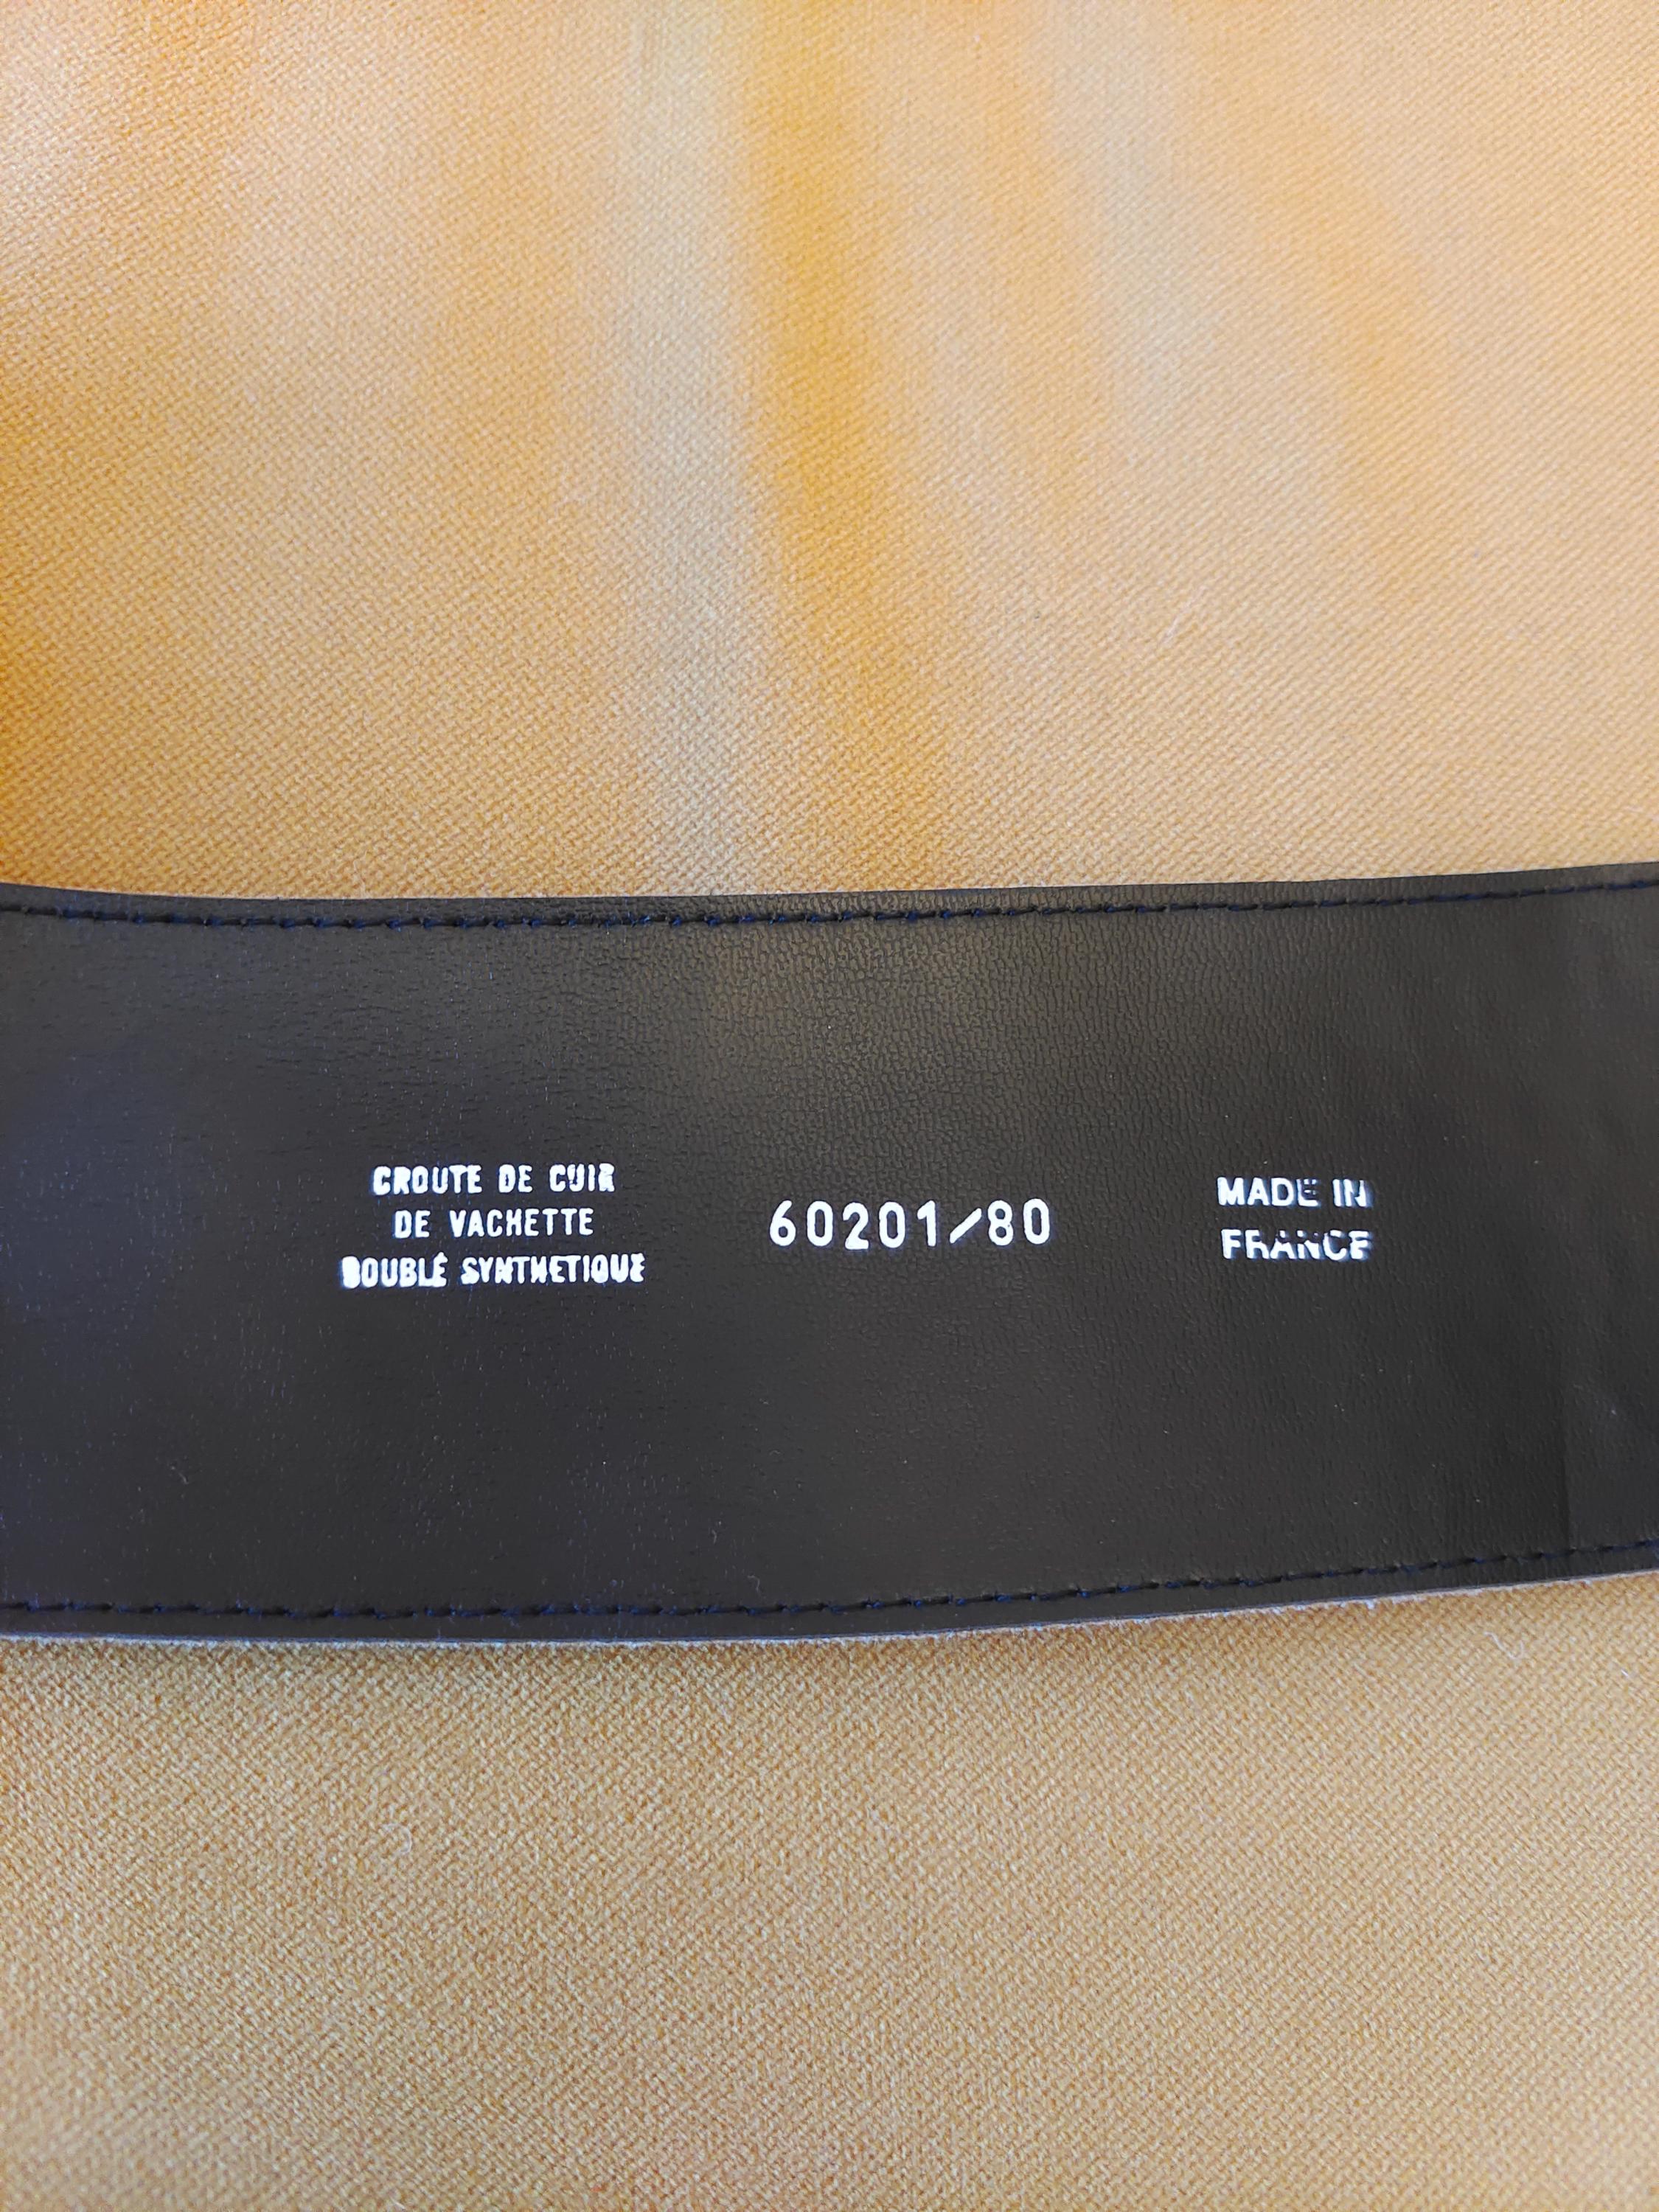 CROUTE DE CUIR
DE VACHETTE
DOUBLÉ SYNTHETIQUE
60201/80
MADE IN
FRANCE